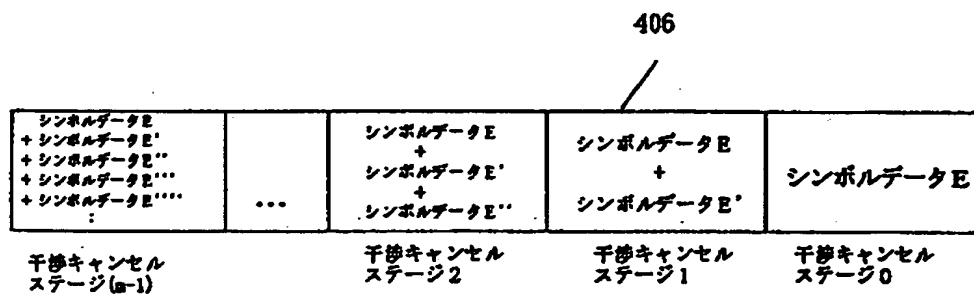 406
シンボルデータE
+ シンボルデータE'
+ シンボルデータE''
+ シンボルデータE'''
+ シンボルデータE''''
:
...
シンボルデータE
+
シンボルデータE'
+
シンボルデータE''
シンボルデータE
+
シンボルデータE'
シンボルデータE
干渉キャンセル
ステージ(m-1)
干渉キャンセル
ステージ2
干渉キャンセル
ステージ1
干渉キャンセル
ステージ0